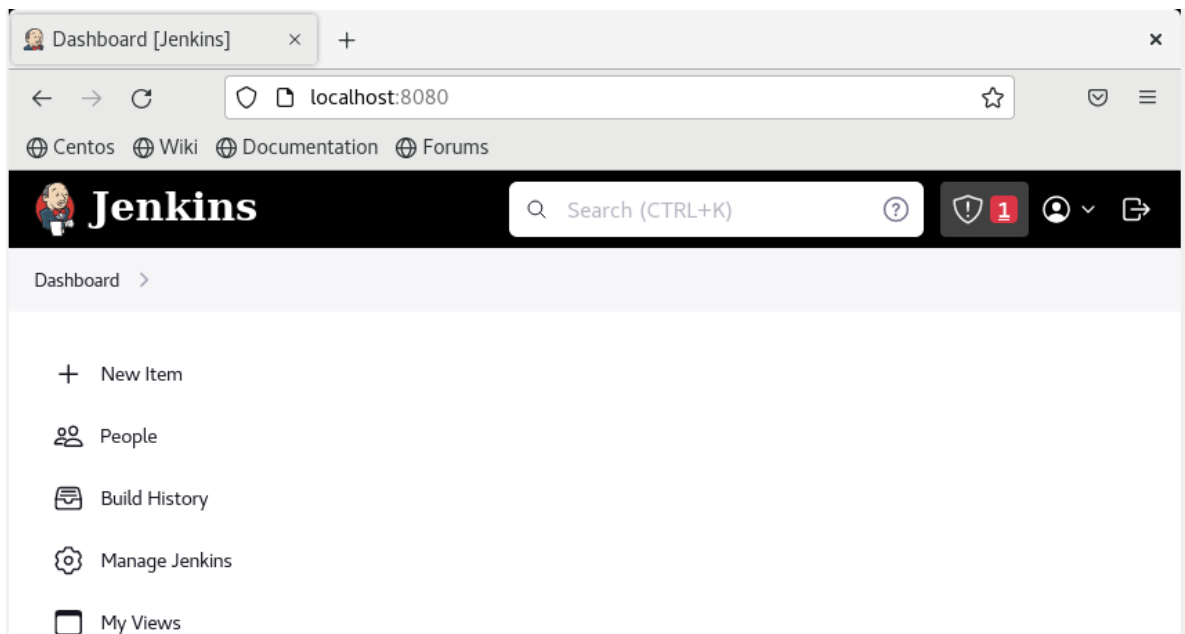 Dashboard [Jenkins]
localhost:8080
Centos Wiki Documentation Forums
Jenkins Search (CTRL+K) 1
Dashboard
New Item
People
Build History
Manage Jenkins
My Views